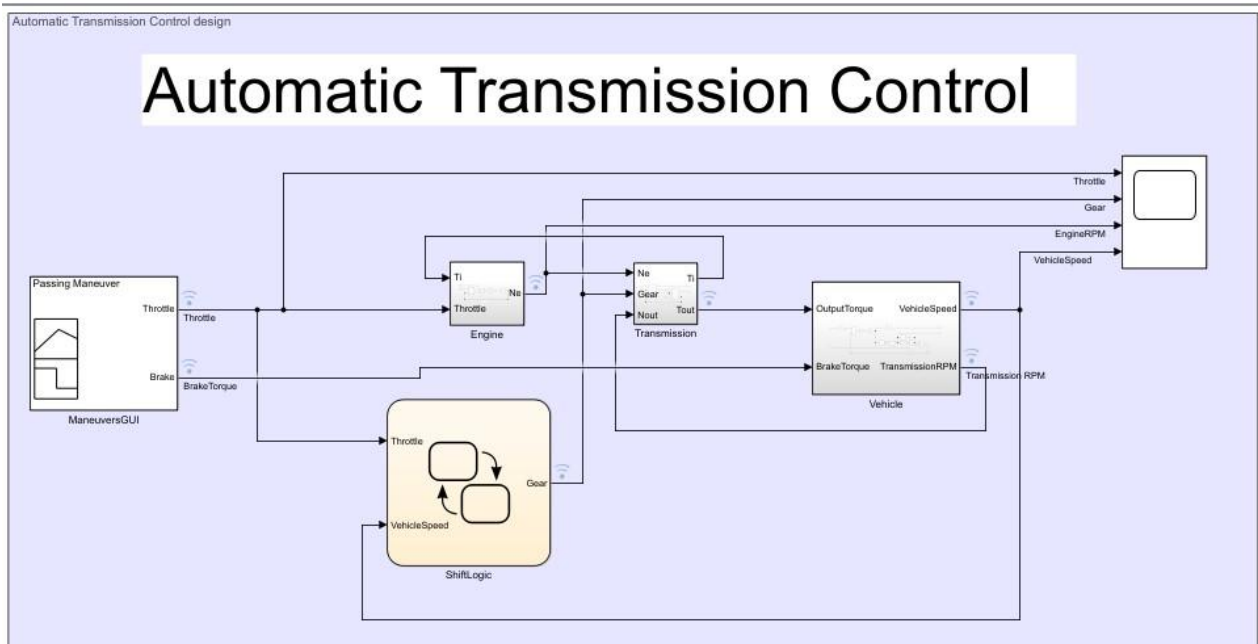 Automatic Transmission Control design
Automatic Transmission Control
Throttle
Gear
EngineRPM
VehicleSpeed
Passing Maneuver
Throttle
Throttle
Brake
BrakeTorque
ManeuversGUI
Ti
Ne
Throttle
Engine
Ne
Ti
Gear
Tout
Nout
Transmission
OutputTorque
VehicleSpeed
BrakeTorque
TransmissionRPM
Transmission RPM
Vehicle
Throttle
Gear
VehicleSpeed
ShiftLogic